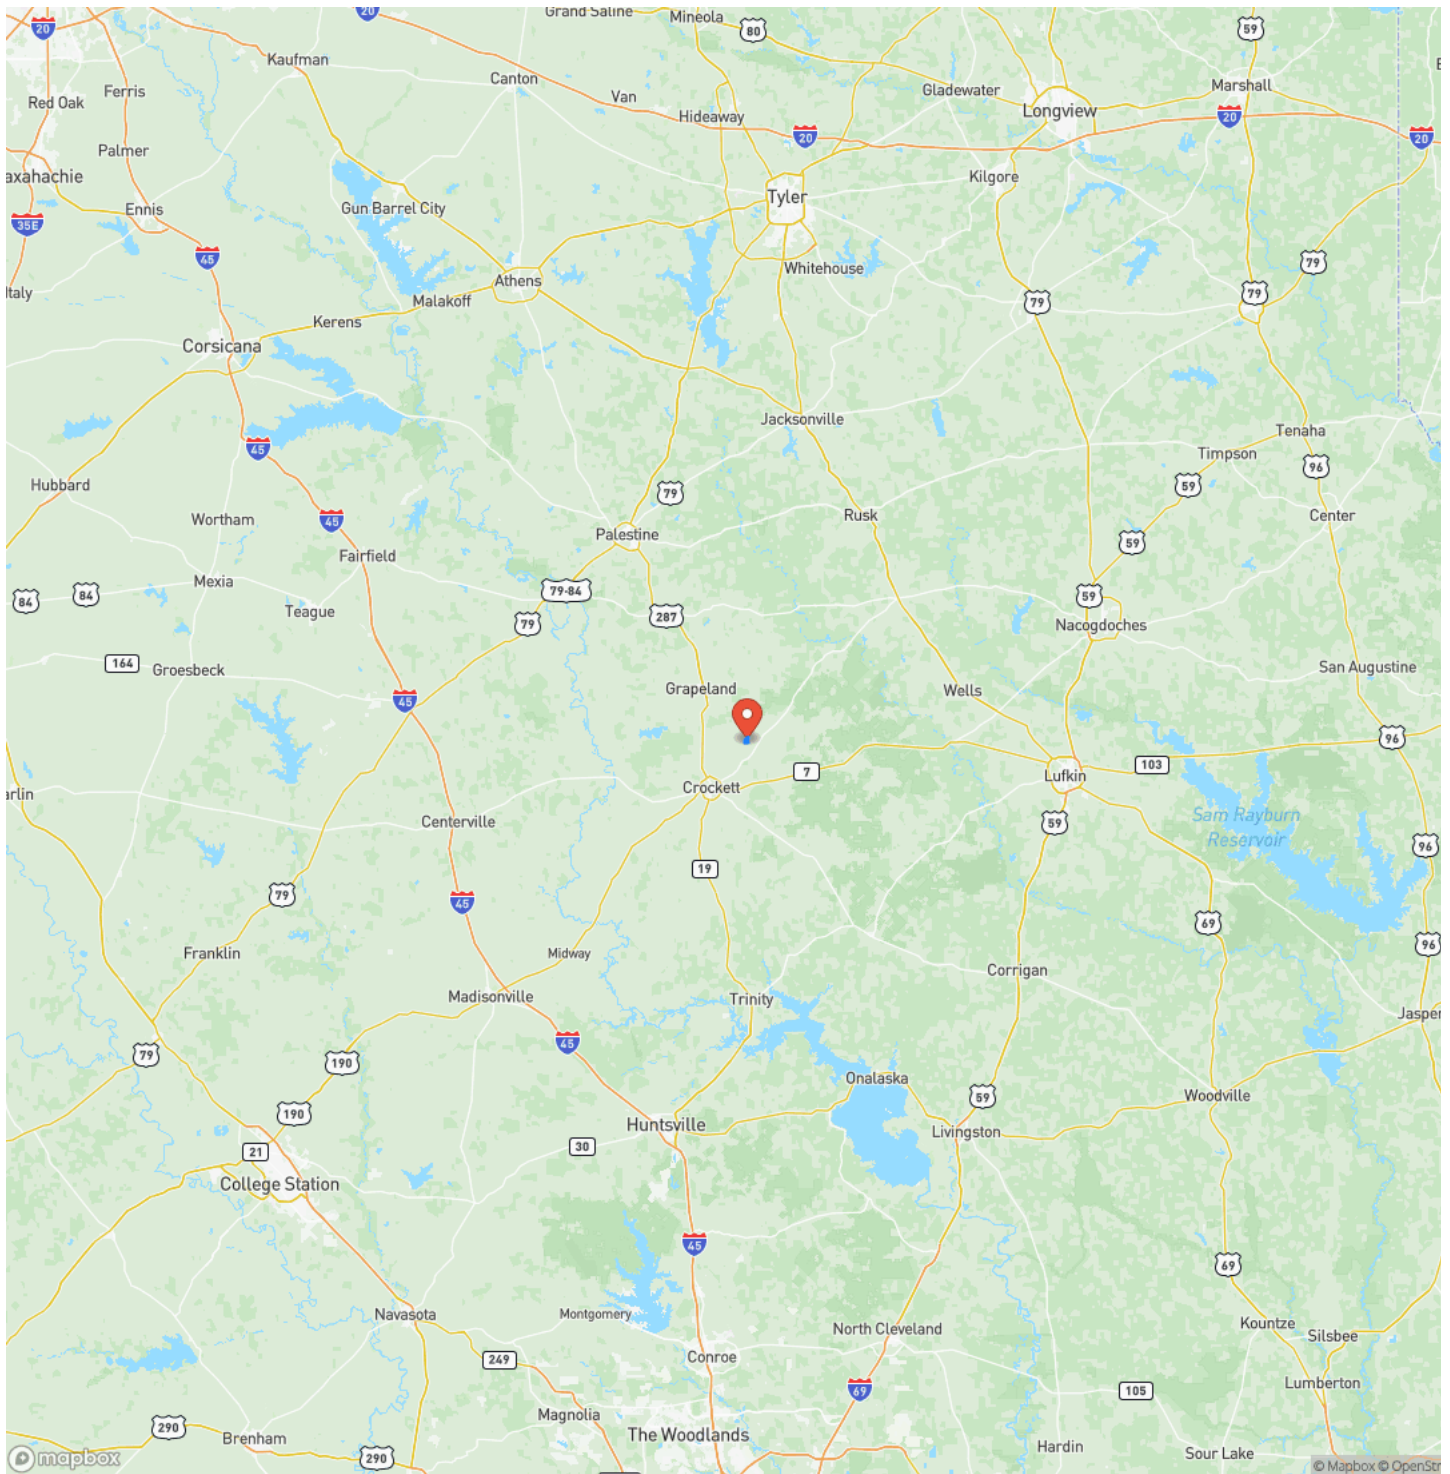 20
20
Grand Saline
Mineola
80
59
Kaufman
Canton
Ferris
Van
Gladewater
Marshall
Red Oak
Hideaway
Longview
20
20
20
Palmer
axahachie
Kilgore
Tyler
Ennis
Gun Barrel City
35E
45
Whitehouse
79
Athens
79
Italy
Malakoff
79
Kerens
Corsicana
Jacksonville
Tenaha
45
Timpson
96
Hubbard
79
59
Wortham
45
Rusk
Center
Palestine
59
Fairfield
Mexia
79-84
84
84
59
Teague
287
79
Nacogdoches
164
Groesbeck
San Augustine
Grapeland
Wells
45
96
7
103
Lufkin
Crockett
arlin
Centerville
59
Sam Rayburn
Reservoir
96
19
79
45
69
Franklin
Midway
96
Corrigan
Madisonville
Trinity
Jasper
45
79
190
Onalaska
59
Woodville
190
Huntsville
Livingston
30
21
College Station
45
69
Navasota
Montgomery
North Cleveland
Kountze
Silsbee
249
Conroe
69
105
Lumberton
Magnolia
290
Brenham
The Woodlands
290
Hardin
Sour Lake
mapbox
© Mapbox © OpenStr